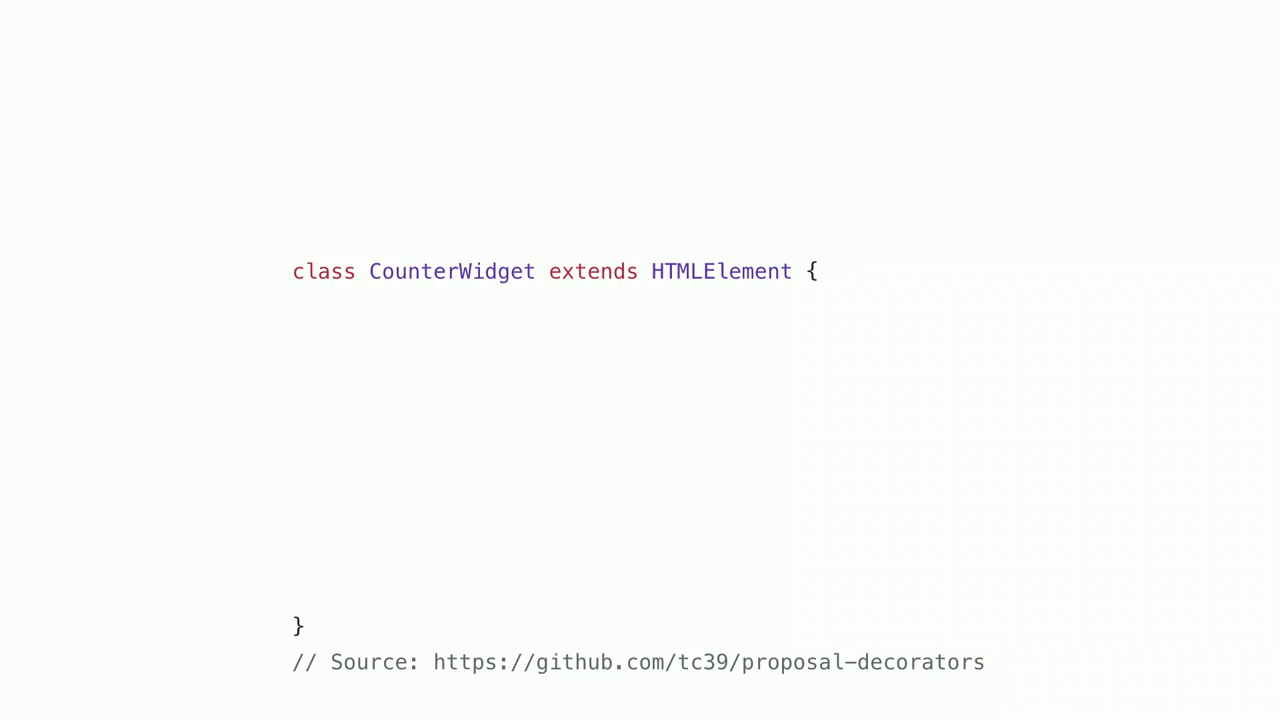 class CounterWidget extends HTMLElement {
}
// Source: https://github.com/tc39/proposal-decorators